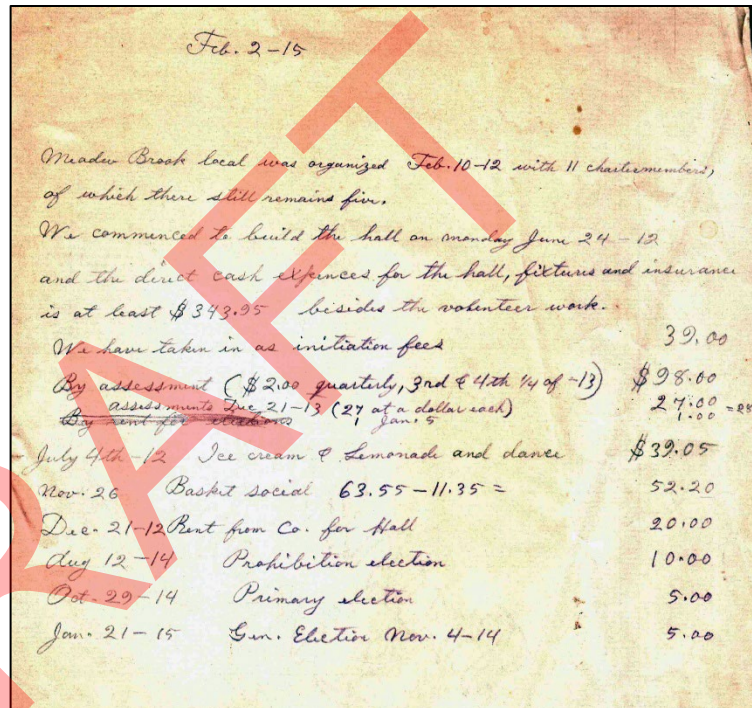 Feb. 2-15
Meadow Brook local was organized Feb. 10-12 with 11 chartermembers,
of which there still remains five.
We commenced to build the hall on monday June 24-12
and the direct cash expences for the hall, fixtures and insurance
is at least $343.95 besides the volenteer work.
We have taken in as initiation fees 39.00
By assessment ($2.00 quarterly, 3rd & 4th 1/4 of -13) $98.00
assessments Dec 21-13 (27 at a dollar each) 27.00
By rent for elections 1 Jan. 5 1.00 = 28
July 4th-12 Ice cream & Lemonade and dance $39.05
Nov. 26 Basket social 63.55-11.35 = 52.20
Dec. 21-12 Rent from Co. for Hall 20.00
Aug 12-14 Prohibition election 10.00
Oct. 29-14 Primary election 5.00
Jan. 21-15 Gen. Election Nov. 4-14 5.00
DRAFT